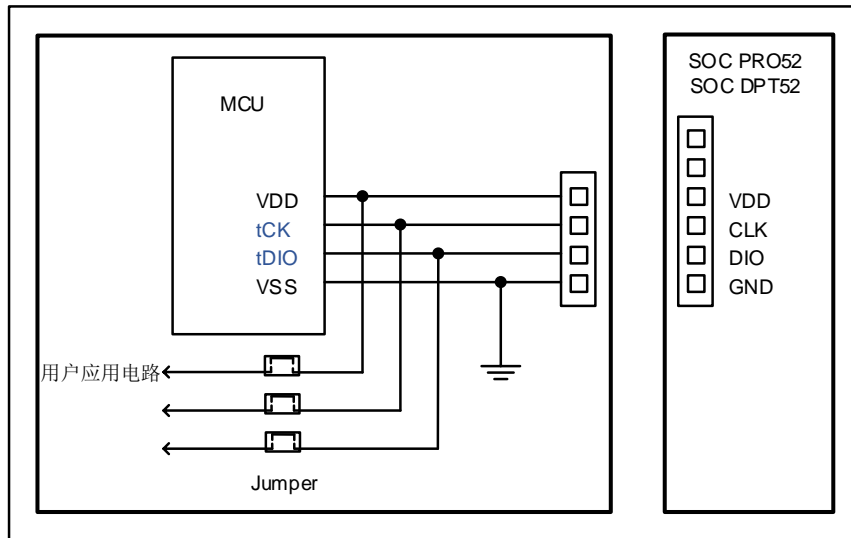 SOC PRO52
SOC DPT52
MCU
VDD
tCK
tDIO
VSS
VDD
CLK
DIO
GND
用户应用电路
Jumper